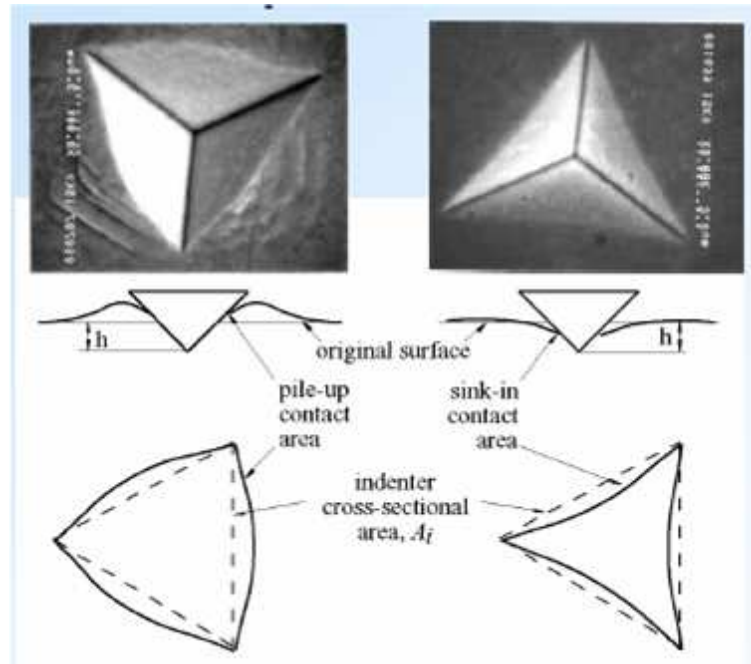 h
original surface
h
pile-up
contact
area
sink-in
contact
area
indenter
cross-sectional
area, Aᵢ